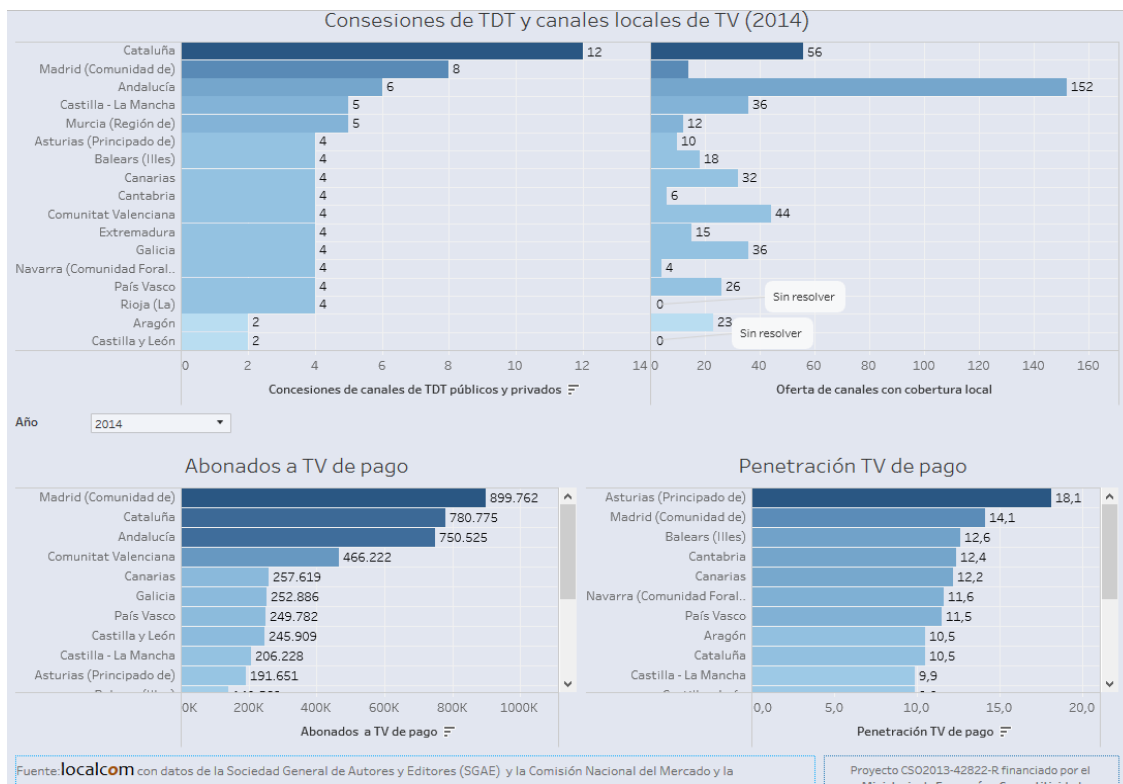 Consesiones de TDT y canales locales de TV (2014)
Cataluña 12 56
Madrid (Comunidad de) 8
Andalucía 6 152
Castilla - La Mancha 5 36
Murcia (Región de) 5 12
Asturias (Principado de) 4 10
Balears (Illes) 4 18
Canarias 4 32
Cantabria 4 6
Comunitat Valenciana 4 44
Extremadura 4 15
Galicia 4 36
Navarra (Comunidad Foral.. 4 4
País Vasco 4 26
Rioja (La) 4 0 Sin resolver
Aragón 2 23
Castilla y León 2 0 Sin resolver
0 2 4 6 8 10 12 14 0 20 40 60 80 100 120 140 160
Concesiones de canales de TDT públicos y privados Oferta de canales con cobertura local
Año 2014
Abonados a TV de pago
Madrid (Comunidad de) 899.762
Cataluña 780.775
Andalucía 750.525
Comunitat Valenciana 466.222
Canarias 257.619
Galicia 252.886
País Vasco 249.782
Castilla y León 245.909
Castilla - La Mancha 206.228
Asturias (Principado de) 191.651
0K 200K 400K 600K 800K 1000K
Abonados a TV de pago
Penetración TV de pago
Asturias (Principado de) 18,1
Madrid (Comunidad de) 14,1
Balears (Illes) 12,6
Cantabria 12,4
Canarias 12,2
Navarra (Comunidad Foral.. 11,6
País Vasco 11,5
Aragón 10,5
Cataluña 10,5
Castilla - La Mancha 9,9
0,0 5,0 10,0 15,0 20,0
Penetración TV de pago
Fuente: localcom con datos de la Sociedad General de Autores y Editores (SGAE) y la Comisión Nacional del Mercado y la
Proyecto CSO2013-42822-R financiado por el